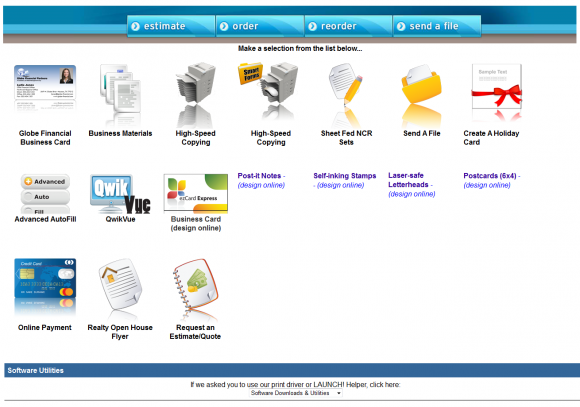 estimate order reorder send a file
Make a selection from the list below...
Smart Forms
Sample Text
Globe Financial Business Card
Business Materials
High-Speed Copying
High-Speed Copying
Sheet Fed NCR Sets
Send A File
Create A Holiday Card
Advanced
Auto
Fill
Advanced AutoFill
Qwik
Vue
QwikVue
ezCard Express
Business Card (design online)
Post-it Notes - (design online)
Self-inking Stamps - (design online)
Laser-safe Letterheads - (design online)
Postcards (6x4) - (design online)
Credit Card
Online Payment
Realty Open House Flyer
Request an Estimate/Quote
Software Utilities
If we asked you to use our print driver or LAUNCH! Helper, click here:
Software Downloads & Utilities